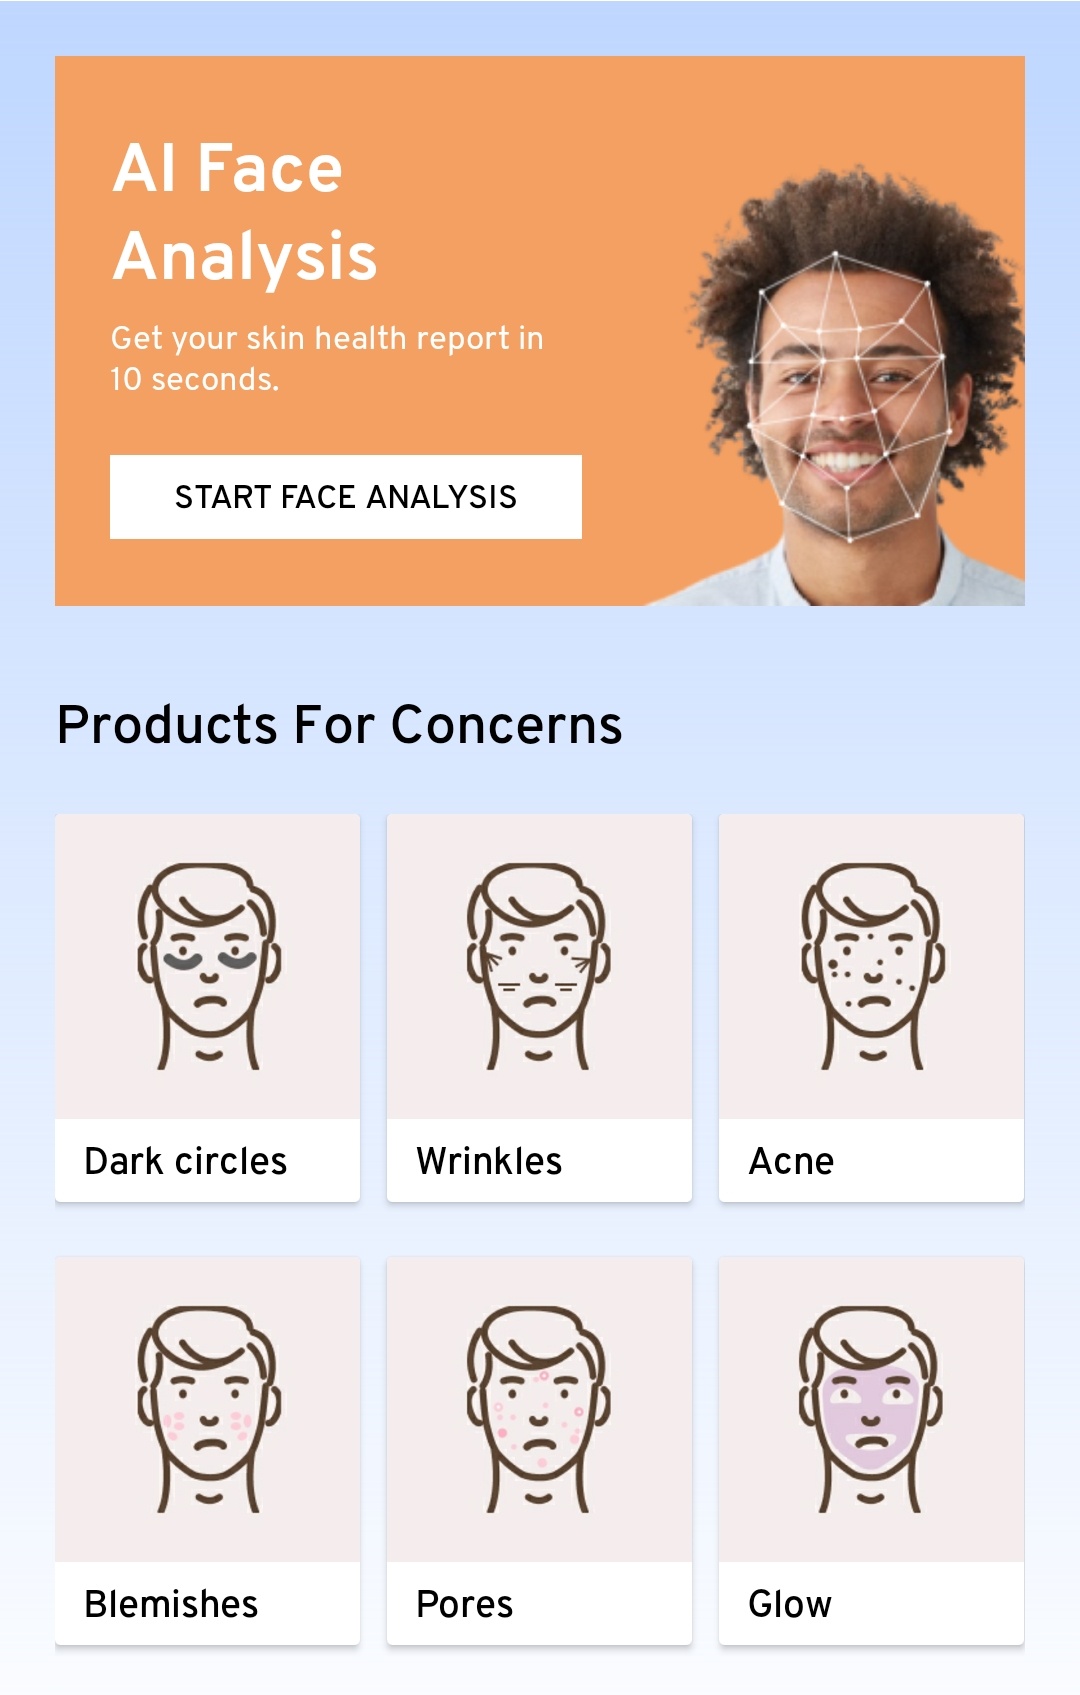 AI Face
Analysis
Get your skin health report in
10 seconds.
START FACE ANALYSIS
Products For Concerns
Dark circles
Wrinkles
Acne
Blemishes
Pores
Glow